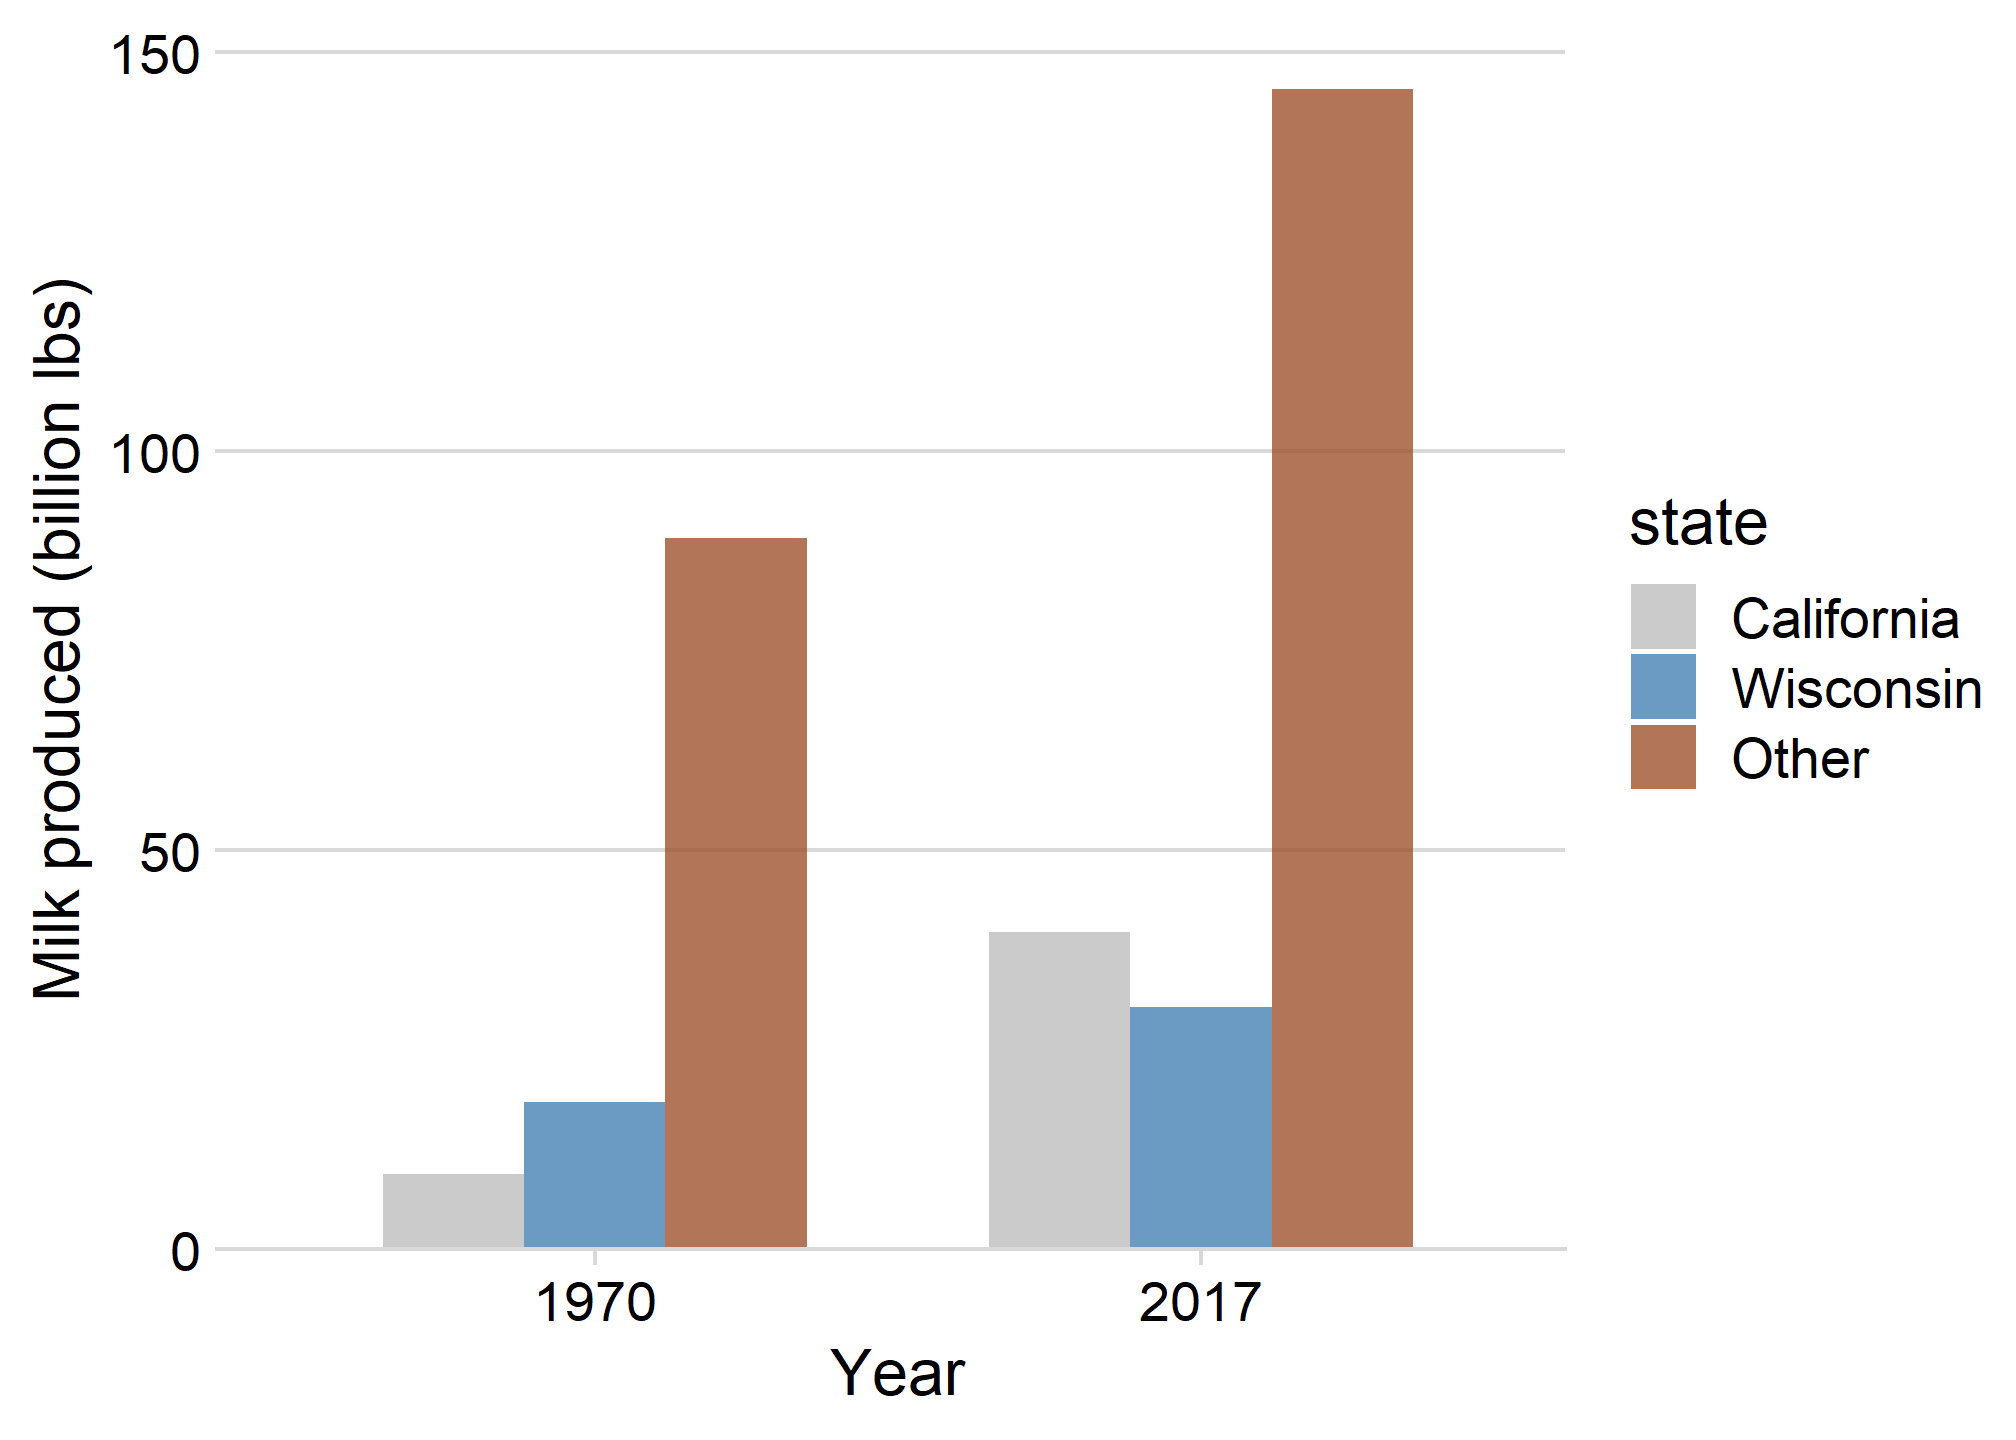 150
100
50
0
Milk produced (billion lbs)
1970
2017
Year
state
California
Wisconsin
Other